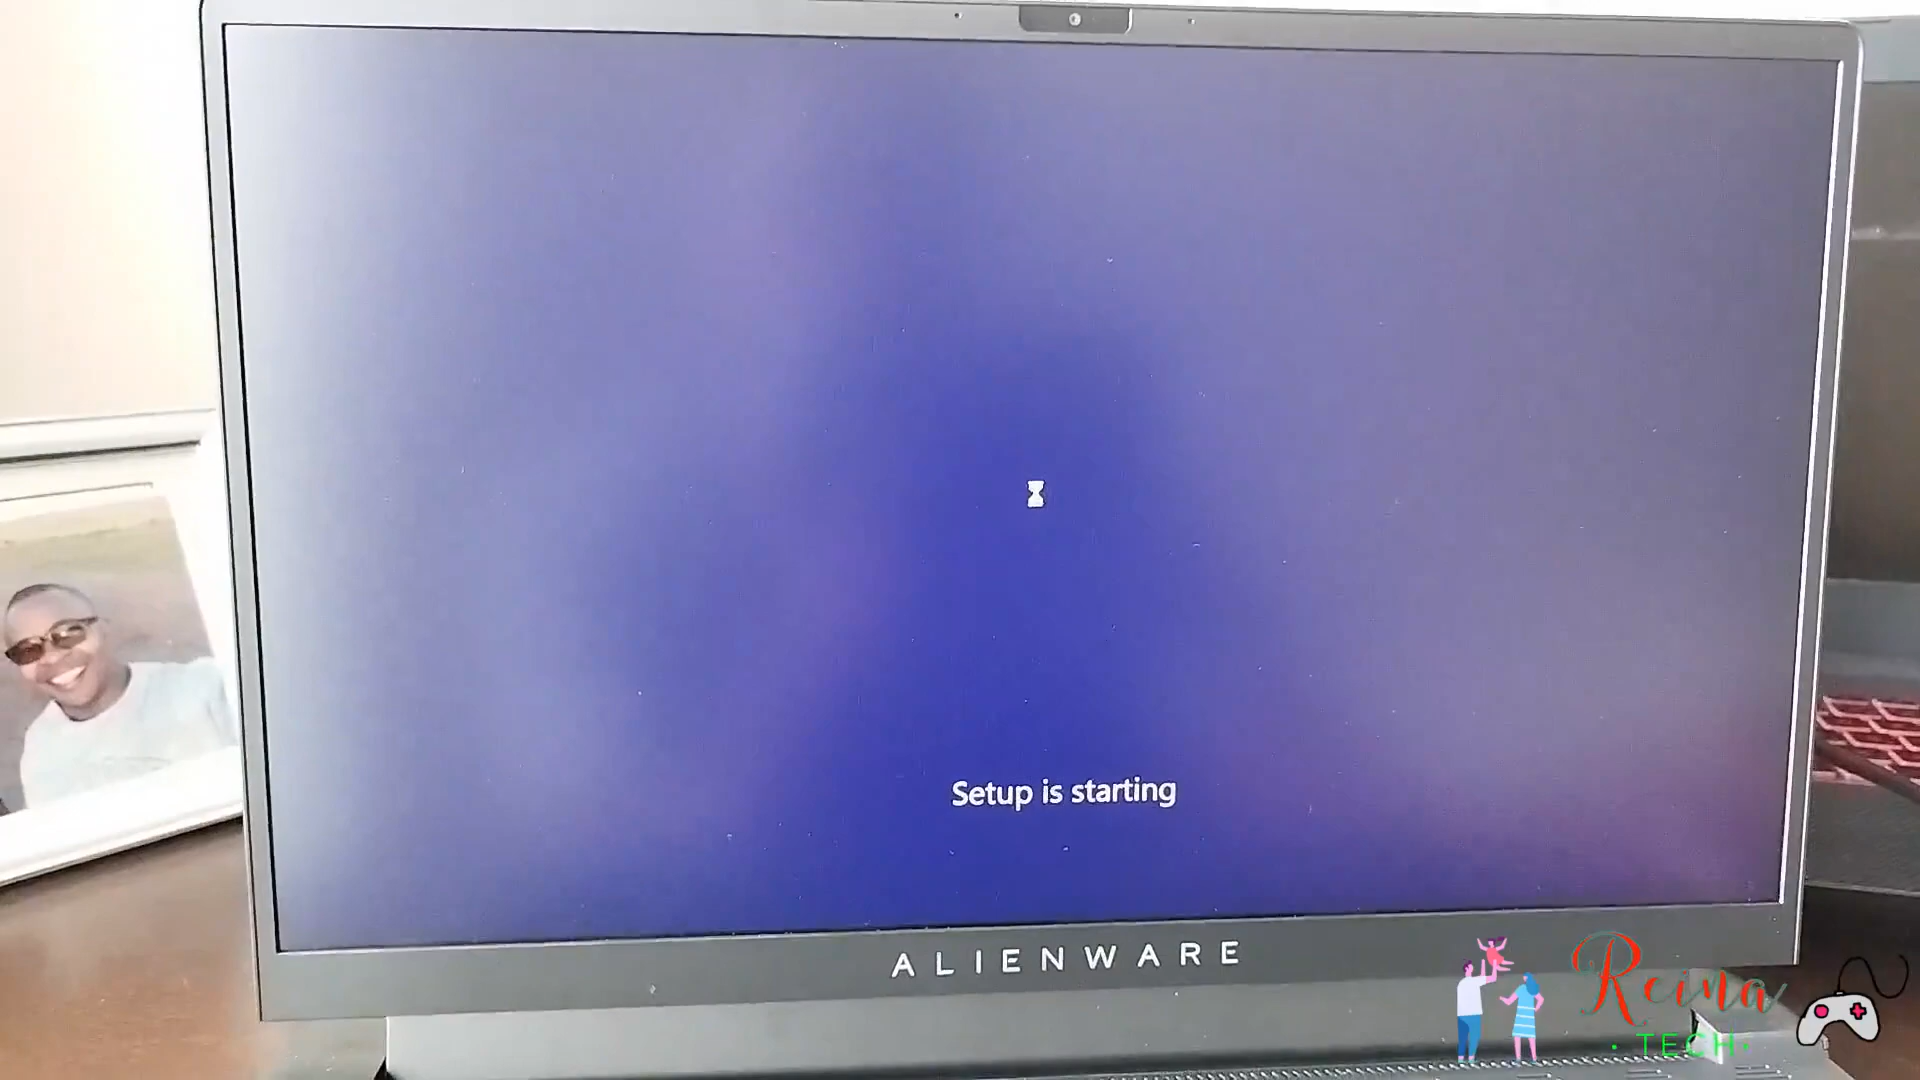 Setup is starting
ALIENWARE
Reina
• TECH •